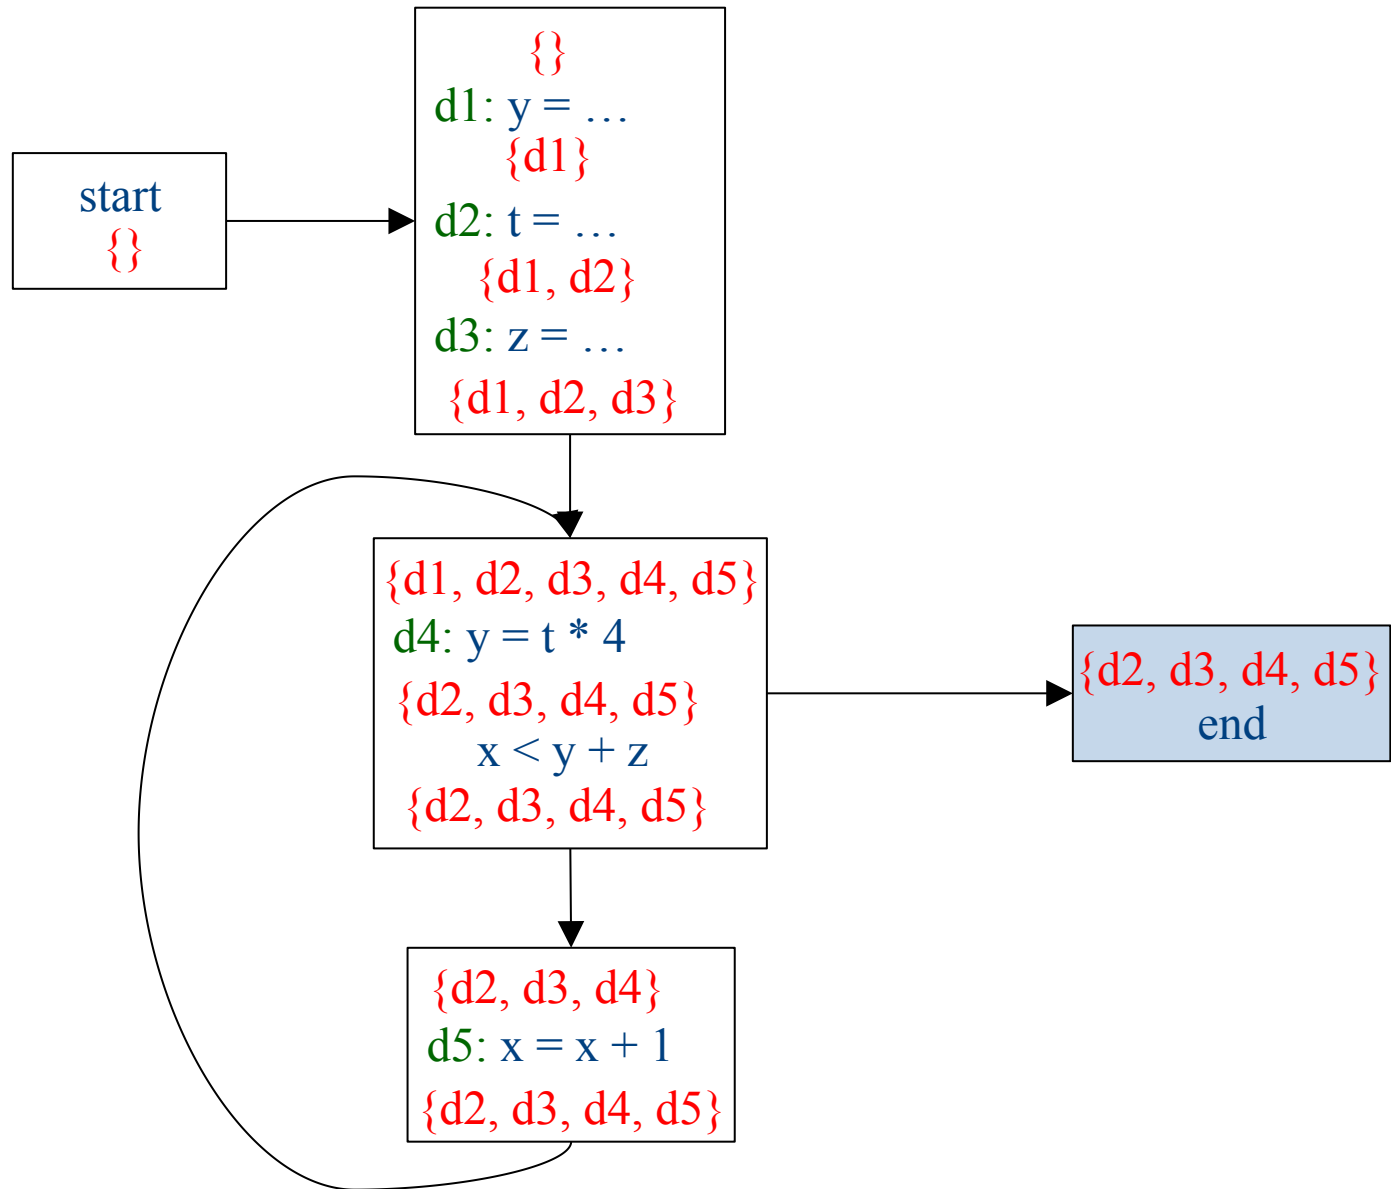 start
{}
{}
d1: y = …
{d1}
d2: t = …
{d1, d2}
d3: z = …
{d1, d2, d3}
{d1, d2, d3, d4, d5}
d4: y = t * 4
{d2, d3, d4, d5}
x < y + z
{d2, d3, d4, d5}
{d2, d3, d4, d5}
end
{d2, d3, d4}
d5: x = x + 1
{d2, d3, d4, d5}